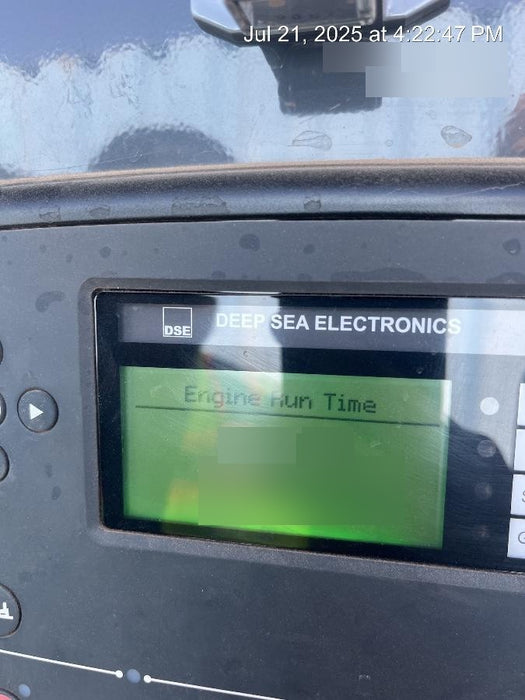 Jul 21, 2025 at 4:22:47 PM
DSE
DEEP SEA ELECTRONICS
Engine Run Time